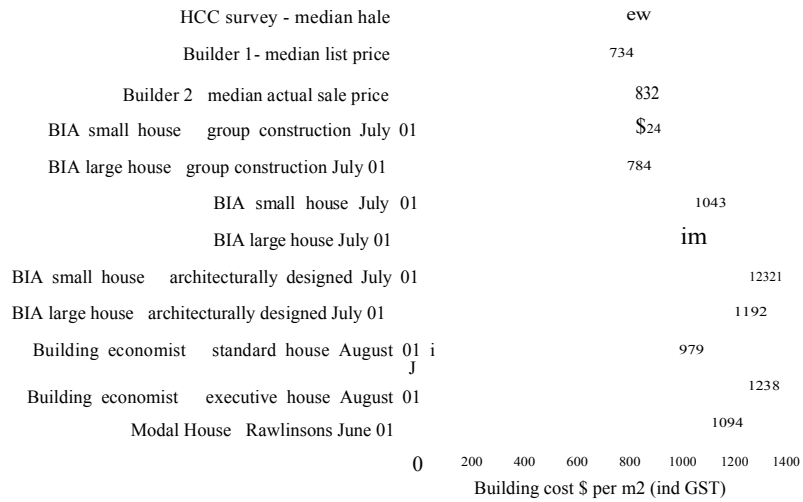 HCC survey - median hale ew
Builder 1- median list price 734
Builder 2 median actual sale price 832
BIA small house group construction July 01 $24
BIA large house group construction July 01 784
BIA small house July 01 1043
BIA large house July 01 im
BIA small house architecturally designed July 01 12321
BIA large house architecturally designed July 01 1192
Building economist standard house August 01 i 979
J
Building economist executive house August 01 1238
Modal House Rawlinsons June 01 1094
0 200 400 600 800 1000 1200 1400
Building cost $ per m2 (ind GST)